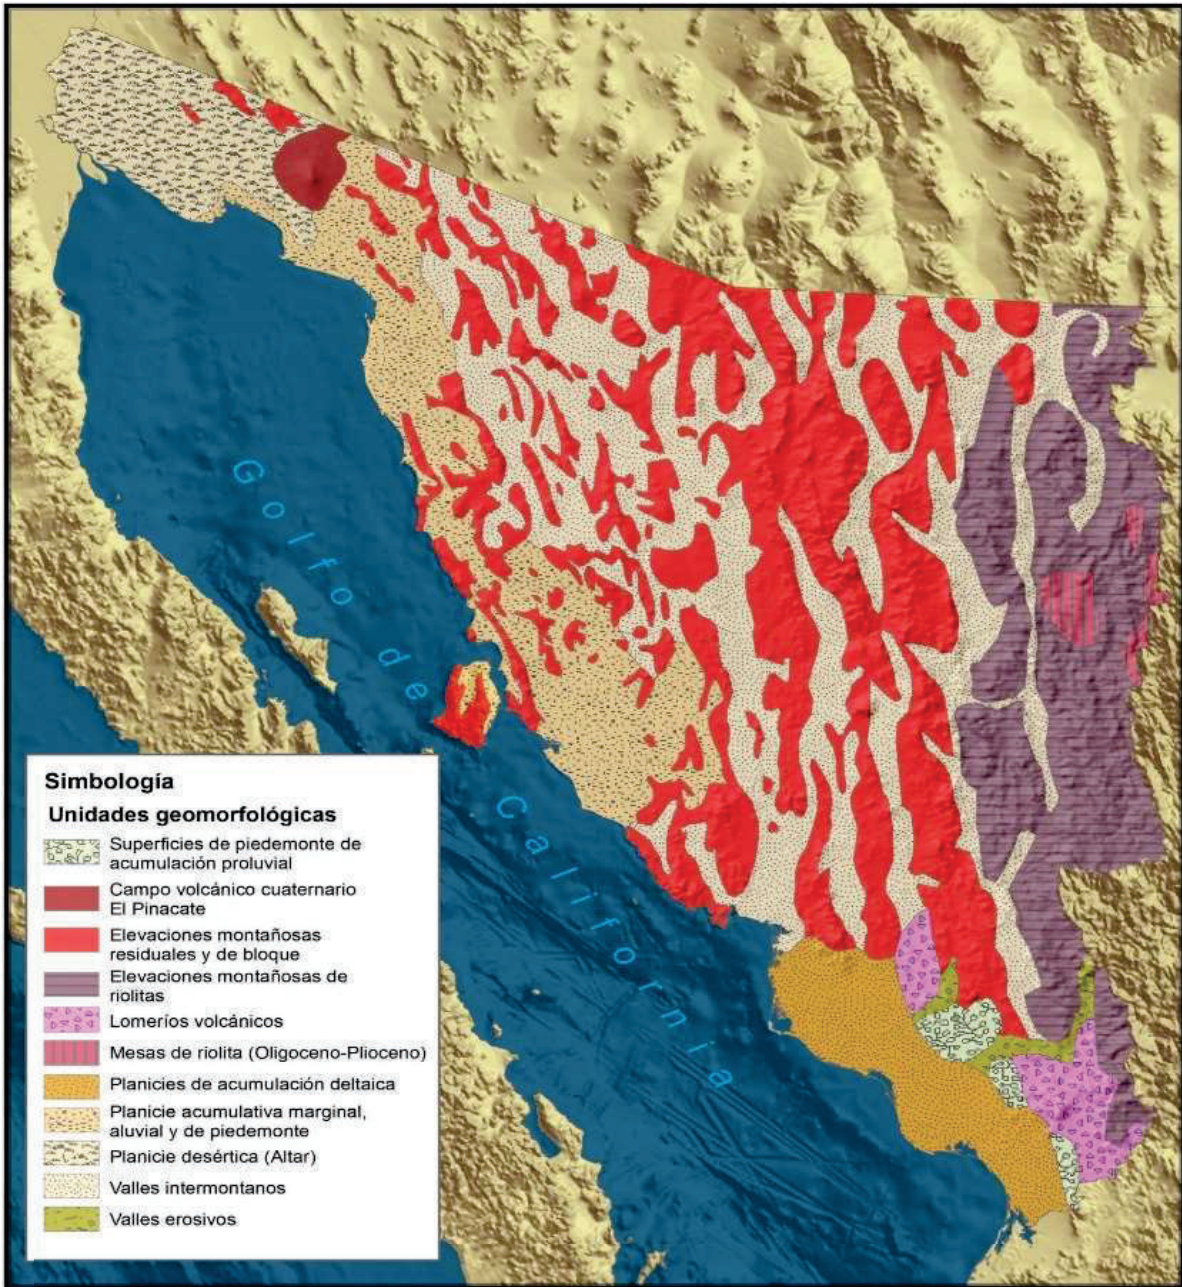 Golfo de California
Simbología
Unidades geomorfológicas
Superficies de piedemonte de
acumulación proluvial
Campo volcánico cuaternario
El Pinacate
Elevaciones montañosas
residuales y de bloque
Elevaciones montañosas de
riolitas
Lomeríos volcánicos
Mesas de riolita (Oligoceno-Plioceno)
Planicies de acumulación deltaica
Planicie acumulativa marginal,
aluvial y de piedemonte
Planicie desértica (Altar)
Valles intermontanos
Valles erosivos